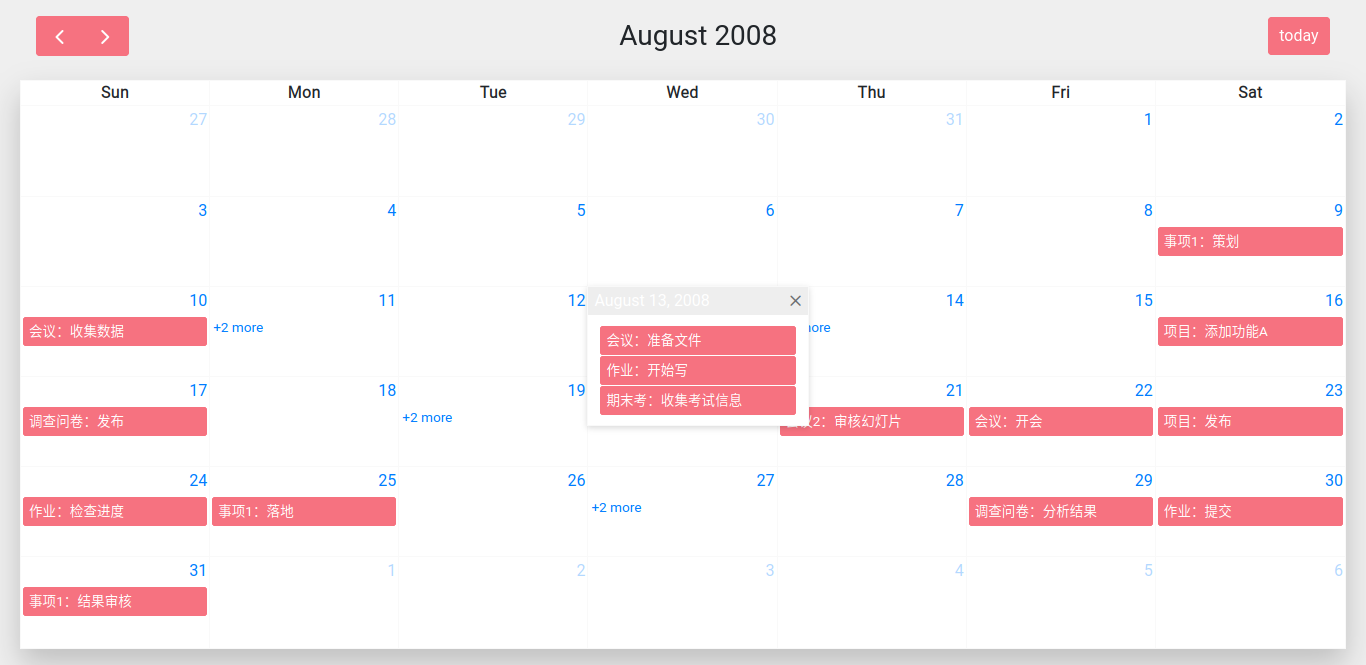 August 2008
today
Sun Mon Tue Wed Thu Fri Sat
27 28 29 30 31 1 2
3 4 5 6 7 8 9
事项1：策划
10 11 12 14 15 16
August 13, 2008
会议：收集数据
+2 more
more
项目：添加功能A
会议：准备文件
作业：开始写
期末考：收集考试信息
17 18 19 21 22 23
调查问卷：发布
+2 more
2：审核幻灯片
会议：开会
项目：发布
24 25 26 27 28 29 30
作业：检查进度
事项1：落地
+2 more
调查问卷：分析结果
作业：提交
31 1 2 3 4 5 6
事项1：结果审核